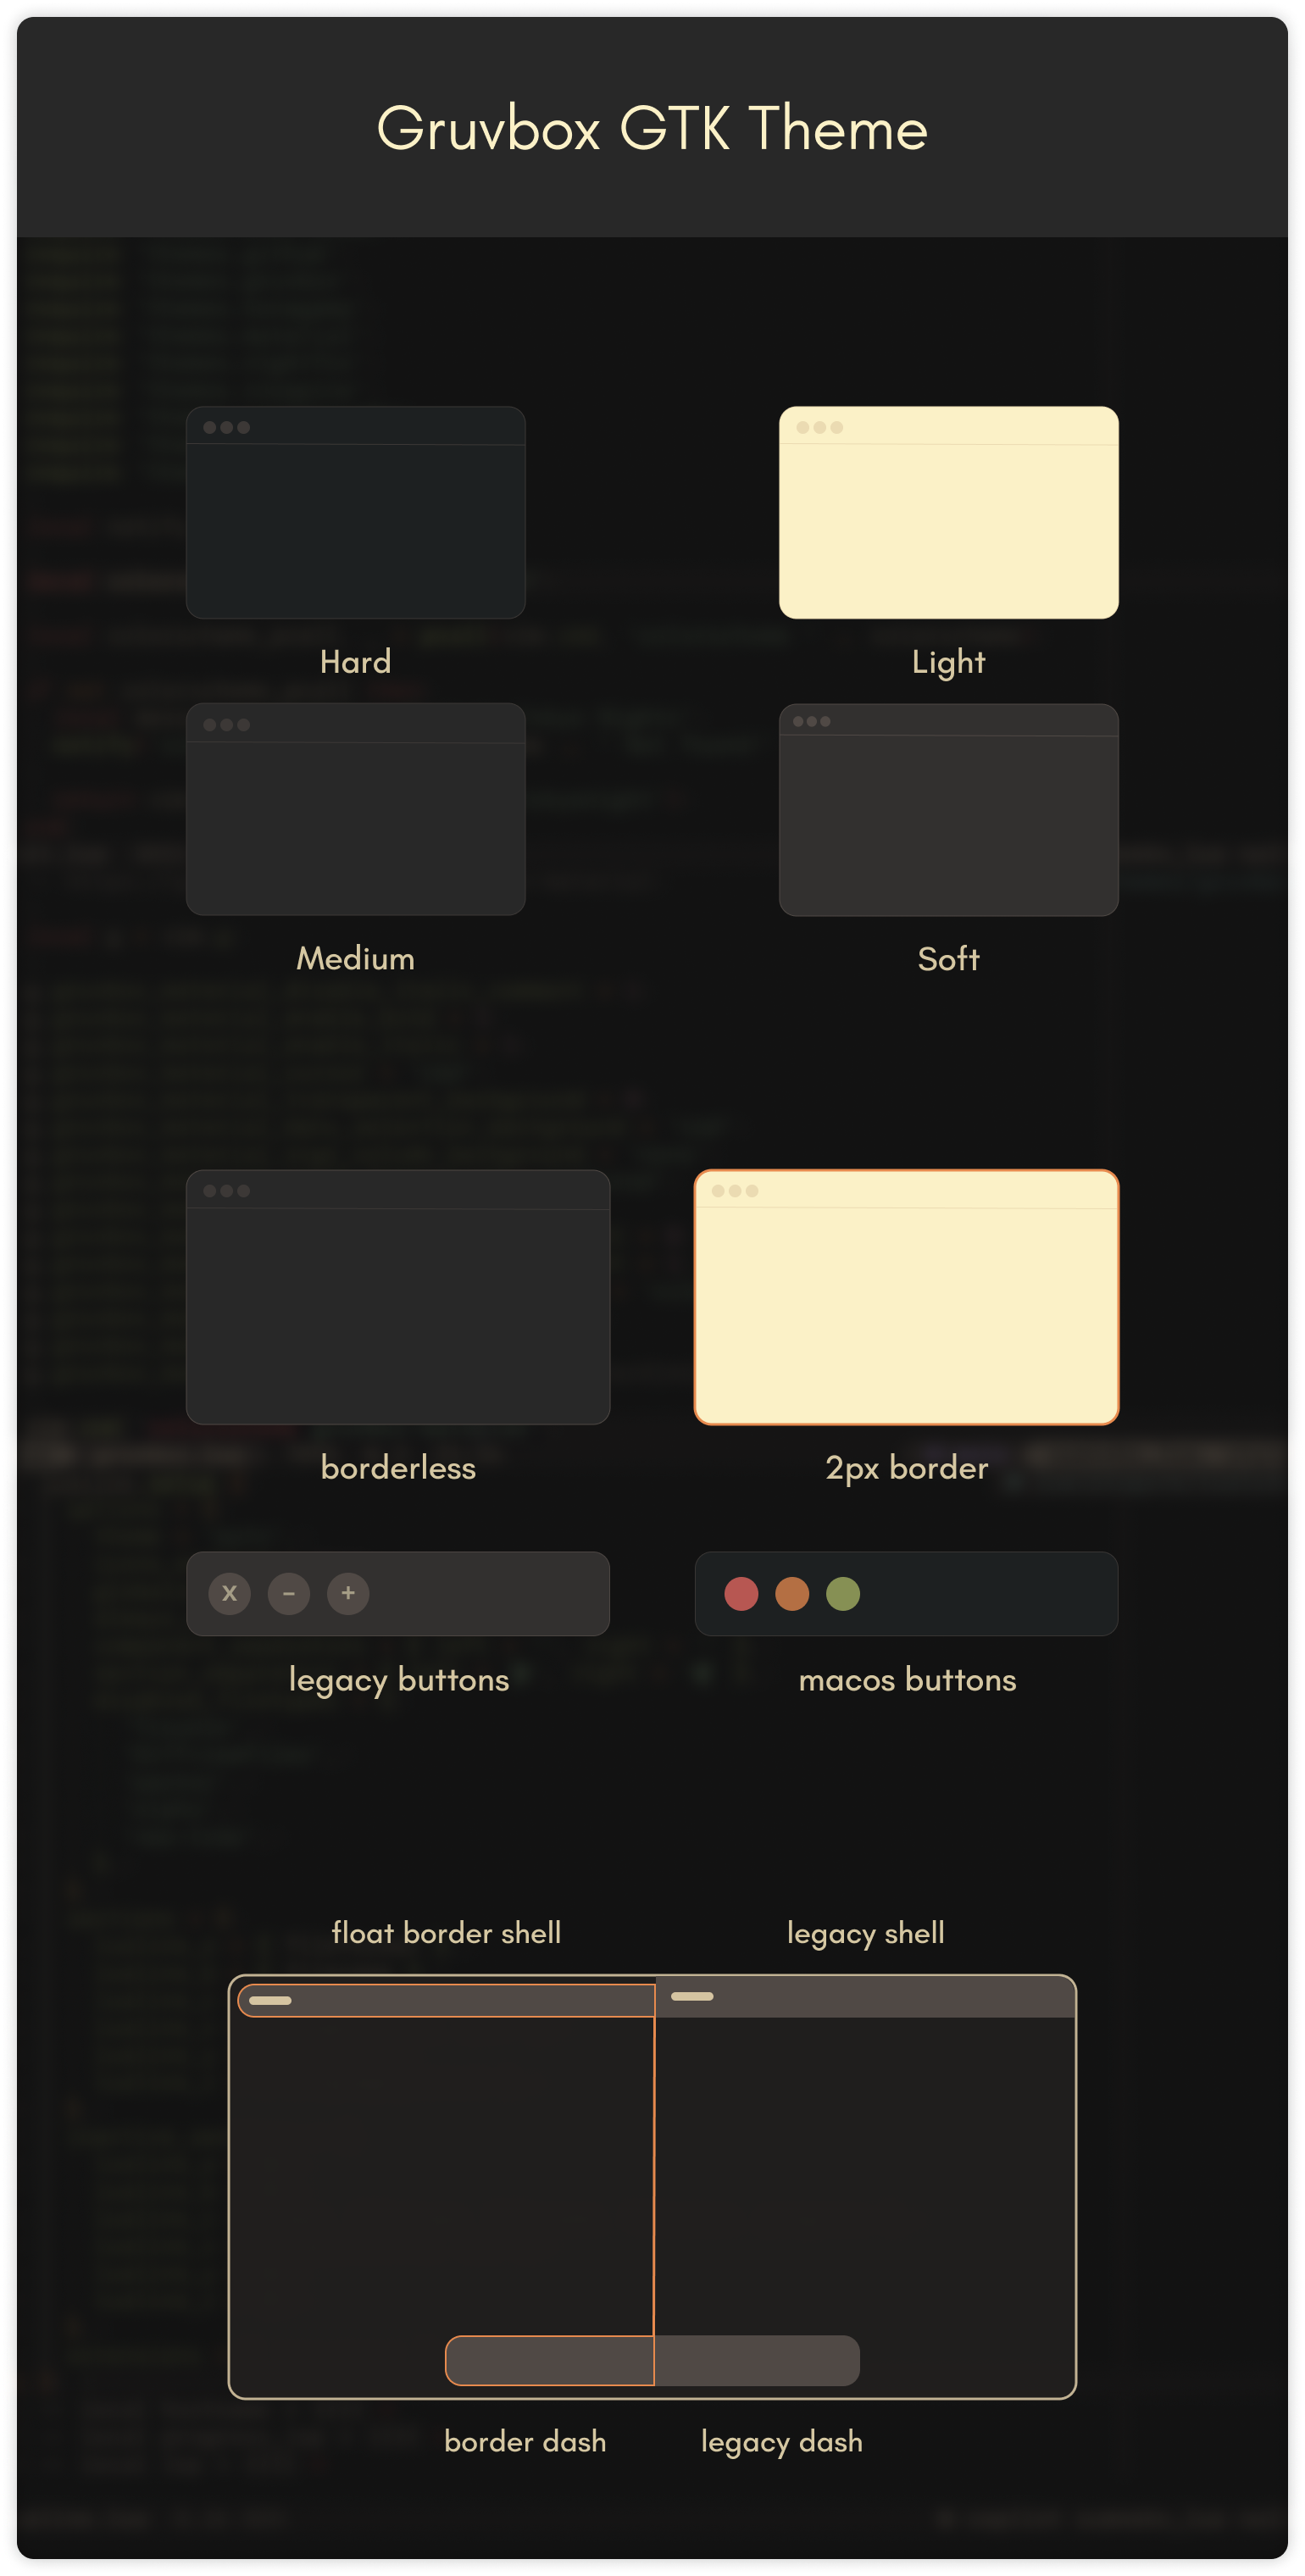 Gruvbox GTK Theme
Hard
Light
Medium
Soft
borderless
2px border
X - +
legacy buttons
macos buttons
float border shell
legacy shell
border dash
legacy dash